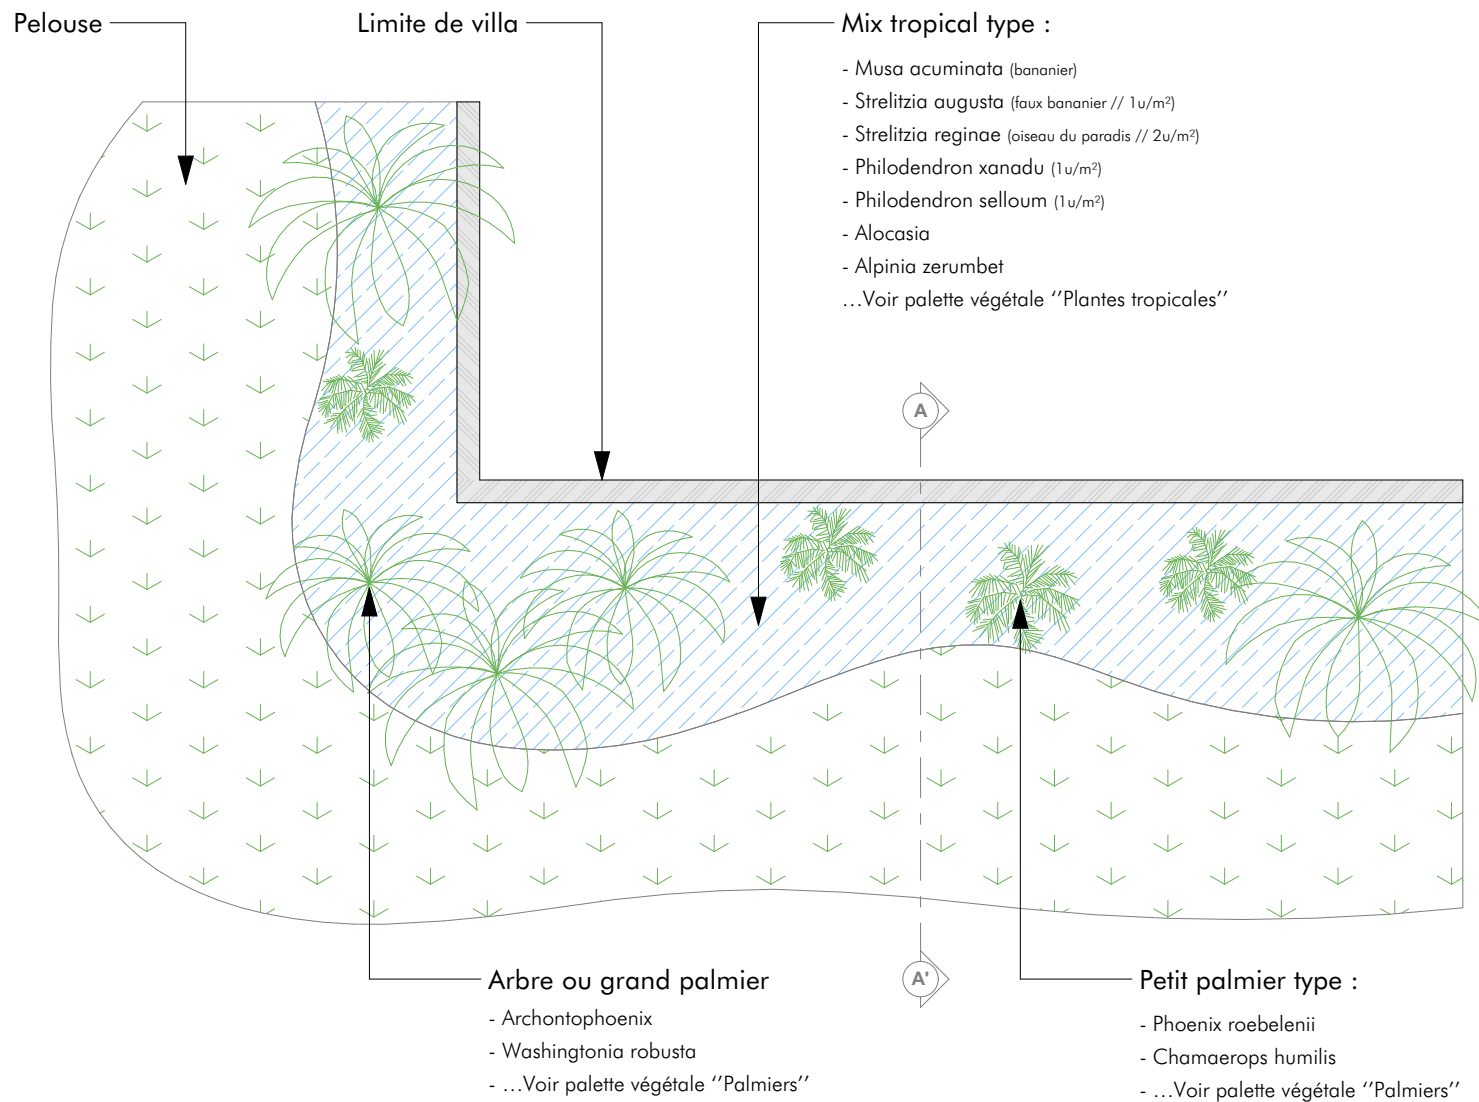 Pelouse
Limite de villa
Mix tropical type :
- Musa acuminata (bananier)
- Strelitzia augusta (faux bananier // 1u/m²)
- Strelitzia reginae (oiseau du paradis // 2u/m²)
- Philodendron xanadu (1u/m²)
- Philodendron selloum (1u/m²)
- Alocasia
- Alpinia zerumbet
...Voir palette végétale ''Plantes tropicales''
A
A'
Arbre ou grand palmier
- Archontophoenix
- Washingtonia robusta
- ...Voir palette végétale ''Palmiers''
Petit palmier type :
- Phoenix roebelenii
- Chamaerops humilis
- ...Voir palette végétale ''Palmiers''